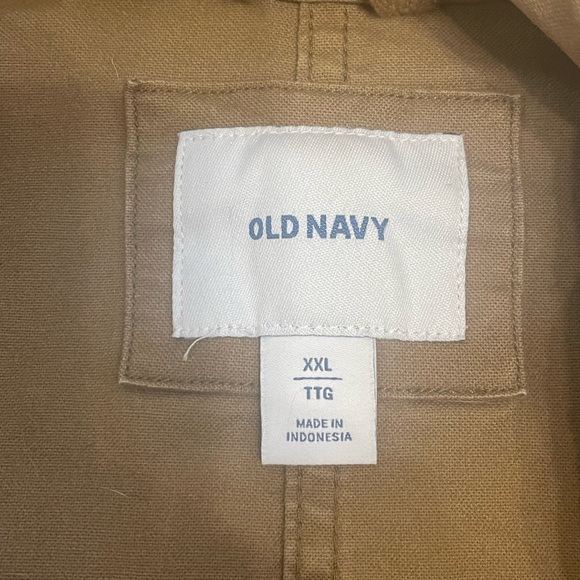 OLD NAVY
XXL
TTG
MADE IN
INDONESIA